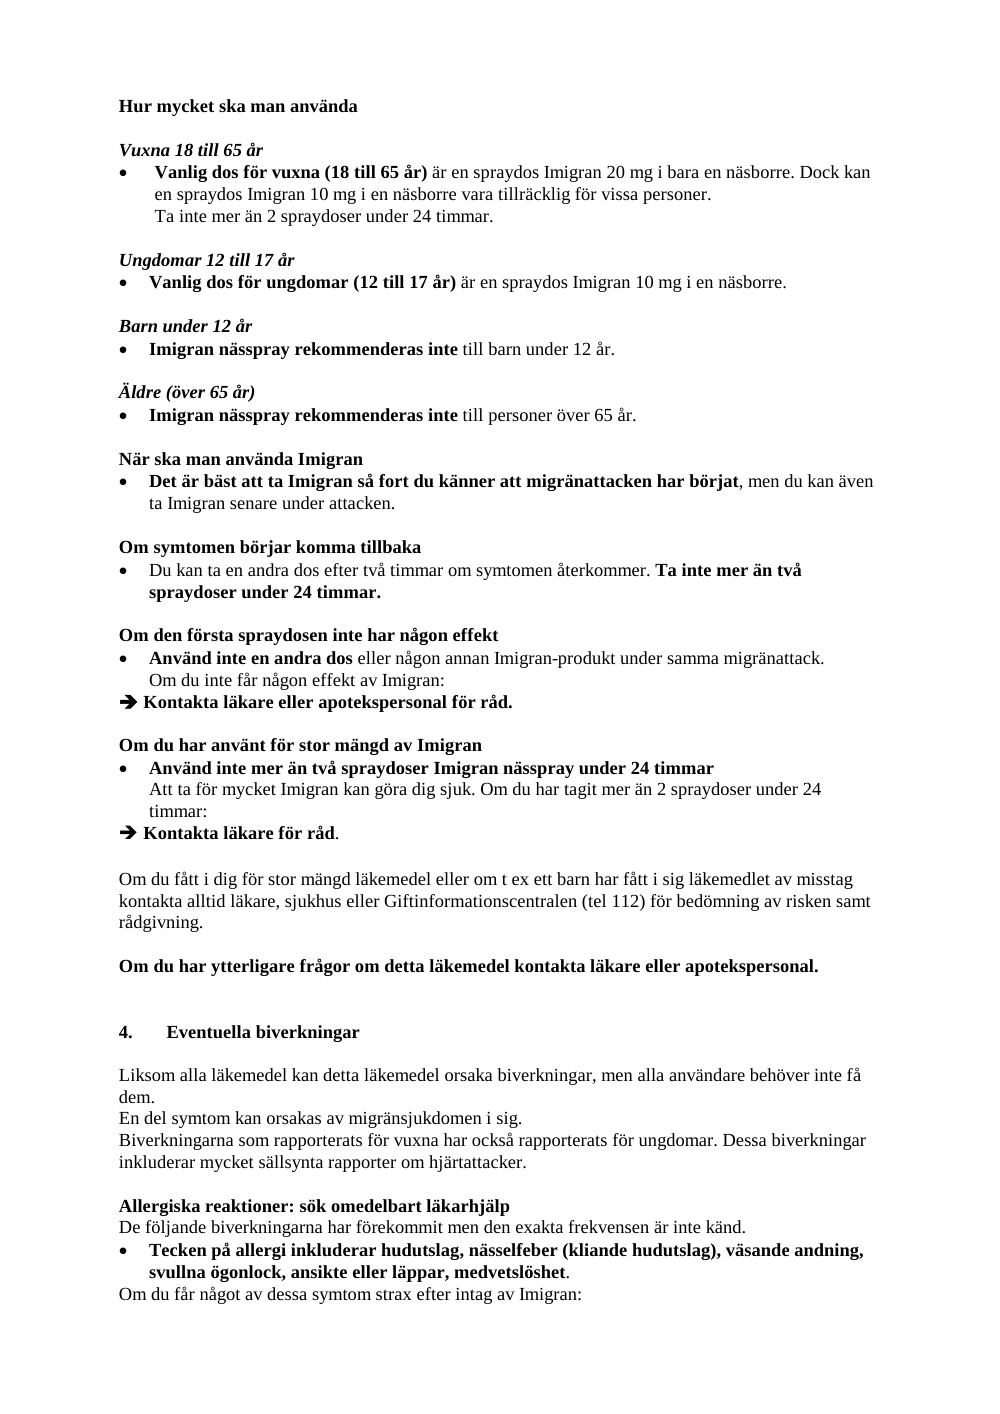 Hur mycket ska man använda
Vuxna 18 till 65 år
• Vanlig dos för vuxna (18 till 65 år) är en spraydos Imigran 20 mg i bara en näsborre. Dock kan
en spraydos Imigran 10 mg i en näsborre vara tillräcklig för vissa personer.
Ta inte mer än 2 spraydoser under 24 timmar.
Ungdomar 12 till 17 år
• Vanlig dos för ungdomar (12 till 17 år) är en spraydos Imigran 10 mg i en näsborre.
Barn under 12 år
• Imigran nässpray rekommenderas inte till barn under 12 år.
Äldre (över 65 år)
• Imigran nässpray rekommenderas inte till personer över 65 år.
När ska man använda Imigran
• Det är bäst att ta Imigran så fort du känner att migränattacken har börjat, men du kan även
ta Imigran senare under attacken.
Om symtomen börjar komma tillbaka
• Du kan ta en andra dos efter två timmar om symtomen återkommer. Ta inte mer än två
spraydoser under 24 timmar.
Om den första spraydosen inte har någon effekt
• Använd inte en andra dos eller någon annan Imigran-produkt under samma migränattack.
Om du inte får någon effekt av Imigran:
➔ Kontakta läkare eller apotekspersonal för råd.
Om du har använt för stor mängd av Imigran
• Använd inte mer än två spraydoser Imigran nässpray under 24 timmar
Att ta för mycket Imigran kan göra dig sjuk. Om du har tagit mer än 2 spraydoser under 24
timmar:
➔ Kontakta läkare för råd.
Om du fått i dig för stor mängd läkemedel eller om t ex ett barn har fått i sig läkemedlet av misstag
kontakta alltid läkare, sjukhus eller Giftinformationscentralen (tel 112) för bedömning av risken samt
rådgivning.
Om du har ytterligare frågor om detta läkemedel kontakta läkare eller apotekspersonal.
4. Eventuella biverkningar
Liksom alla läkemedel kan detta läkemedel orsaka biverkningar, men alla användare behöver inte få
dem.
En del symtom kan orsakas av migränsjukdomen i sig.
Biverkningarna som rapporterats för vuxna har också rapporterats för ungdomar. Dessa biverkningar
inkluderar mycket sällsynta rapporter om hjärtattacker.
Allergiska reaktioner: sök omedelbart läkarhjälp
De följande biverkningarna har förekommit men den exakta frekvensen är inte känd.
• Tecken på allergi inkluderar hudutslag, nässelfeber (kliande hudutslag), väsande andning,
svullna ögonlock, ansikte eller läppar, medvetslöshet.
Om du får något av dessa symtom strax efter intag av Imigran: